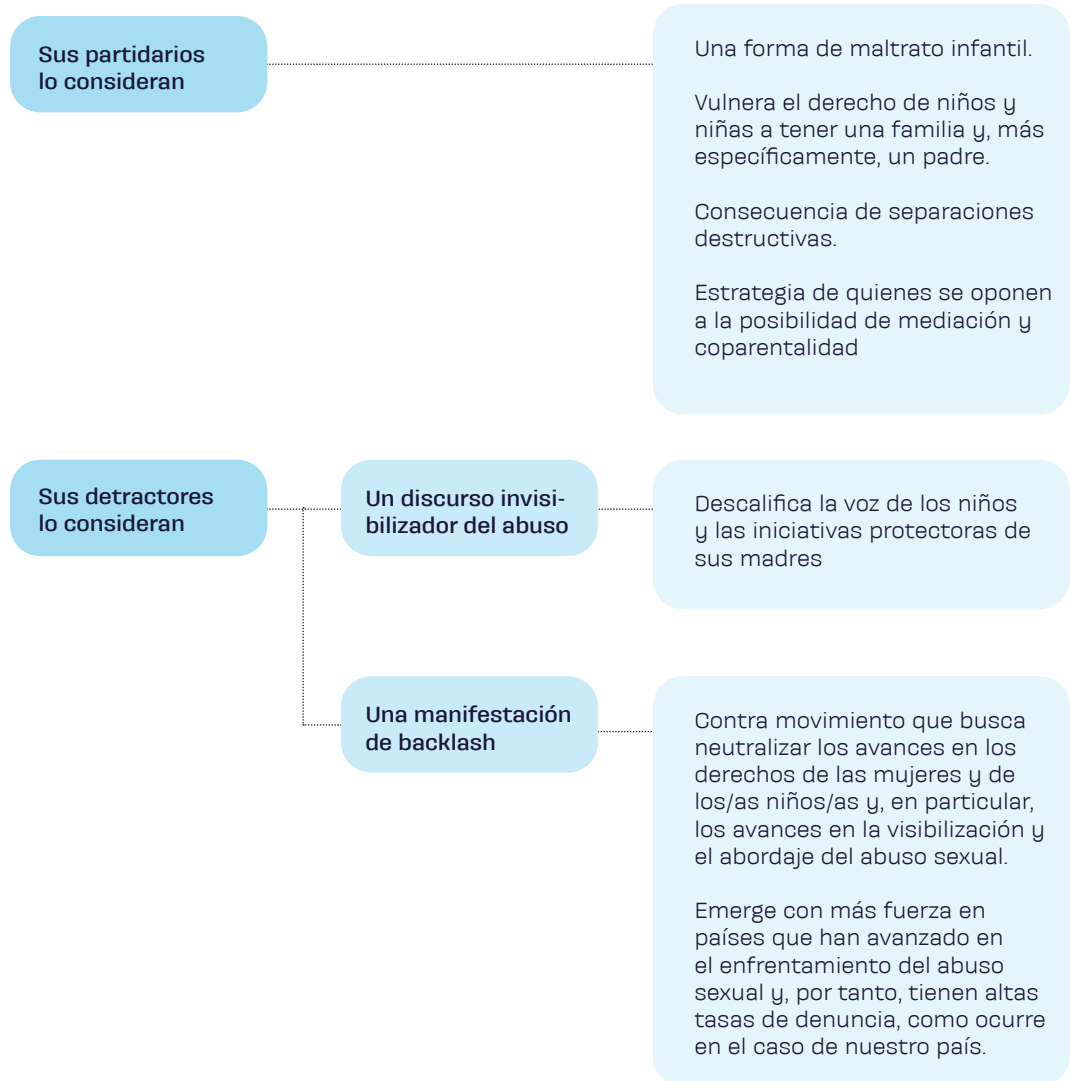 Sus partidarios
lo consideran
Una forma de maltrato infantil.
Vulnera el derecho de niños y
niñas a tener una familia y, más
específicamente, un padre.
Consecuencia de separaciones
destructivas.
Estrategia de quienes se oponen
a la posibilidad de mediación y
coparentalidad
Sus detractores
lo consideran
Un discurso invisi-
bilizador del abuso
Descalifica la voz de los niños
y las iniciativas protectoras de
sus madres
Una manifestación
de backlash
Contra movimiento que busca
neutralizar los avances en los
derechos de las mujeres y de
los/as niños/as y, en particular,
los avances en la visibilización y
el abordaje del abuso sexual.
Emerge con más fuerza en
países que han avanzado en
el enfrentamiento del abuso
sexual y, por tanto, tienen altas
tasas de denuncia, como ocurre
en el caso de nuestro país.